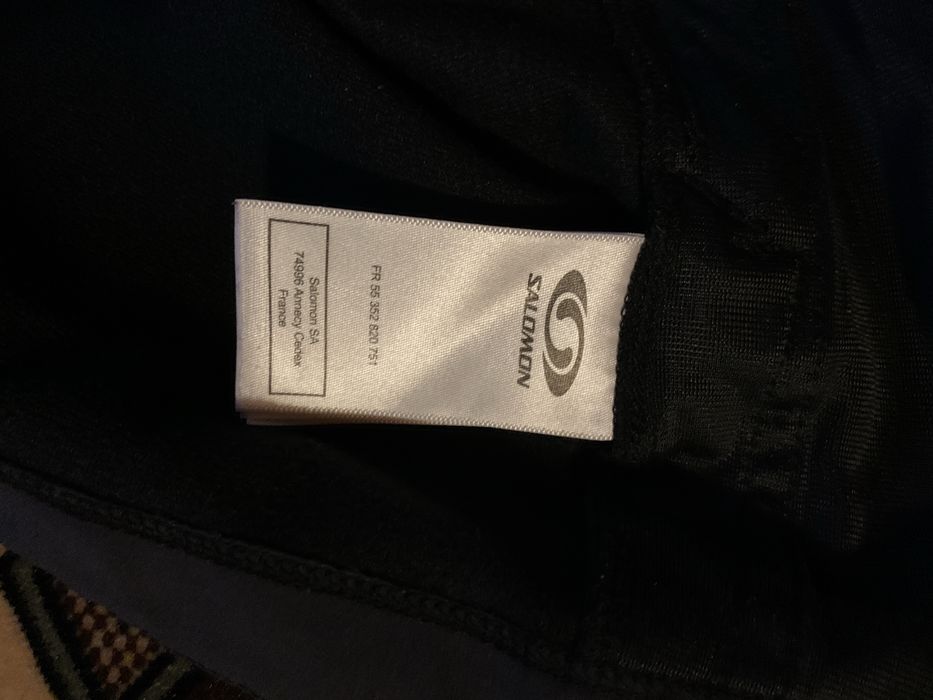 SALOMON
FR 55 352 820 751
Salomon SA
74996 Annecy Cedex
France